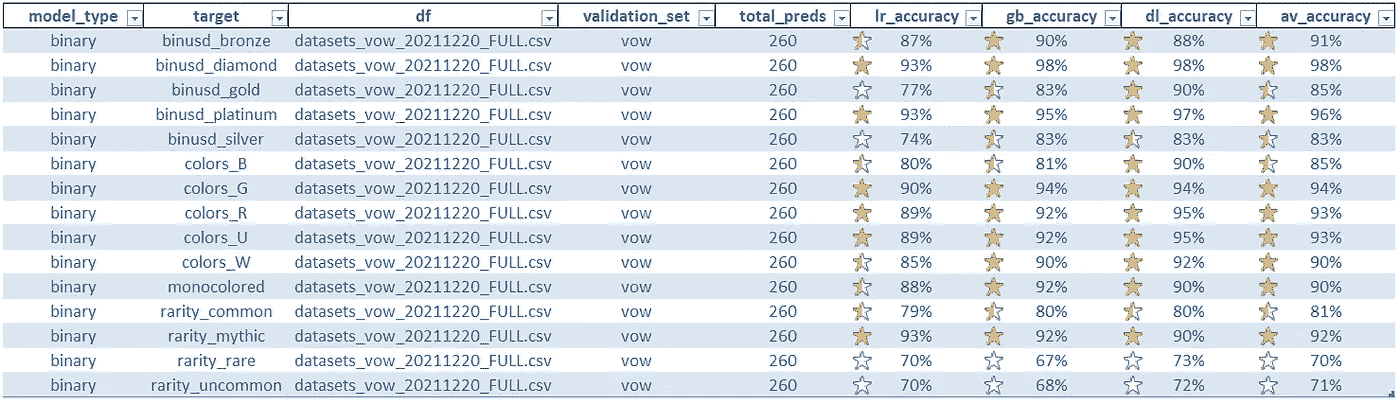 model_type target df validation_set total_preds lr_accuracy gb_accuracy dl_accuracy av_accuracy
binary binusd_bronze datasets_vow_20211220_FULL.csv vow 260 87% 90% 88% 91%
binary binusd_diamond datasets_vow_20211220_FULL.csv vow 260 93% 98% 98% 98%
binary binusd_gold datasets_vow_20211220_FULL.csv vow 260 77% 83% 90% 85%
binary binusd_platinum datasets_vow_20211220_FULL.csv vow 260 93% 95% 97% 96%
binary binusd_silver datasets_vow_20211220_FULL.csv vow 260 74% 83% 83% 83%
binary colors_B datasets_vow_20211220_FULL.csv vow 260 80% 81% 90% 85%
binary colors_G datasets_vow_20211220_FULL.csv vow 260 90% 94% 94% 94%
binary colors_R datasets_vow_20211220_FULL.csv vow 260 89% 92% 95% 93%
binary colors_U datasets_vow_20211220_FULL.csv vow 260 89% 92% 95% 93%
binary colors_W datasets_vow_20211220_FULL.csv vow 260 85% 90% 92% 90%
binary monocolored datasets_vow_20211220_FULL.csv vow 260 88% 92% 90% 90%
binary rarity_common datasets_vow_20211220_FULL.csv vow 260 79% 80% 80% 81%
binary rarity_mythic datasets_vow_20211220_FULL.csv vow 260 93% 92% 90% 92%
binary rarity_rare datasets_vow_20211220_FULL.csv vow 260 70% 67% 73% 70%
binary rarity_uncommon datasets_vow_20211220_FULL.csv vow 260 70% 68% 72% 71%